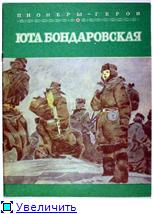 ПИОНЕРЫ-ГЕРОИ
ЮТА БОНДАРОВСКАЯ
Увеличить